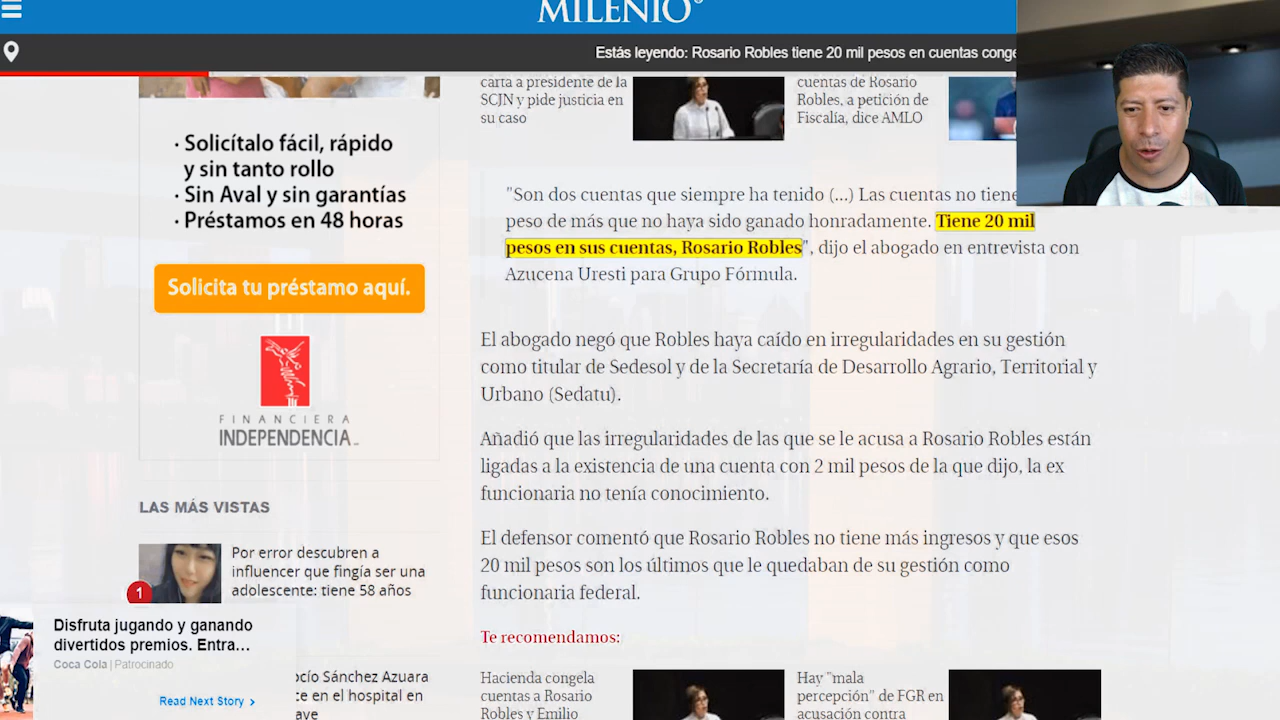 MILENIO
Estás leyendo: Rosario Robles tiene 20 mil pesos en cuentas conge
· Solicítalo fácil, rápido
y sin tanto rollo
· Sin Aval y sin garantías
· Préstamos en 48 horas
Solicita tu préstamo aquí.
FINANCIERA
INDEPENDENCIA
LAS MÁS VISTAS
1
Por error descubren a
influencer que fingía ser una
adolescente: tiene 58 años
Disfruta jugando y ganando
divertidos premios. Entra...
Coca Cola | Patrocinado
Read Next Story >
ocío Sánchez Azuara
ce en el hospital en
ave
carta a presidente de la
SCJN y pide justicia en
su caso
cuentas de Rosario
Robles, a petición de
Fiscalía, dice AMLO
"Son dos cuentas que siempre ha tenido (...) Las cuentas no tiene
peso de más que no haya sido ganado honradamente. Tiene 20 mil
pesos en sus cuentas, Rosario Robles", dijo el abogado en entrevista con
Azucena Uresti para Grupo Fórmula.
El abogado negó que Robles haya caído en irregularidades en su gestión
como titular de Sedesol y de la Secretaría de Desarrollo Agrario, Territorial y
Urbano (Sedatu).
Añadió que las irregularidades de las que se le acusa a Rosario Robles están
ligadas a la existencia de una cuenta con 2 mil pesos de la que dijo, la ex
funcionaria no tenía conocimiento.
El defensor comentó que Rosario Robles no tiene más ingresos y que esos
20 mil pesos son los últimos que le quedaban de su gestión como
funcionaria federal.
Te recomendamos:
Hacienda congela
cuentas a Rosario
Robles y Emilio
Hay "mala
percepción" de FGR en
acusación contra